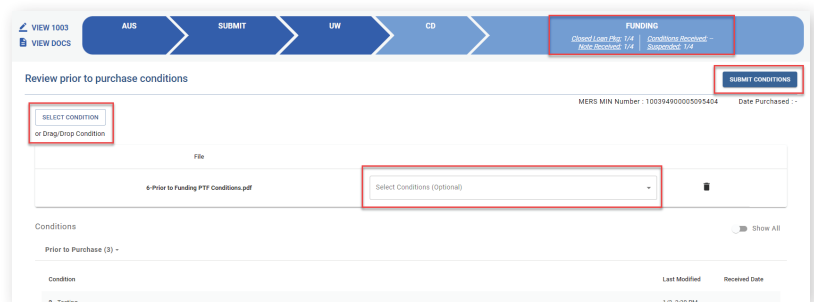 VIEW 1003
VIEW DOCS
AUS
SUBMIT
UW
CD
FUNDING
Closed Loan Pkg: 1/4 Conditions Received: --
Note Received: 1/4 Suspended: 1/4
Review prior to purchase conditions
SUBMIT CONDITIONS
MERS MIN Number : 100394900005095404 Date Purchased : -
SELECT CONDITION
or Drag/Drop Condition
File
6-Prior to Funding PTF Conditions.pdf
Select Conditions (Optional)
Conditions
Show All
Prior to Purchase (3)
Condition Last Modified Received Date